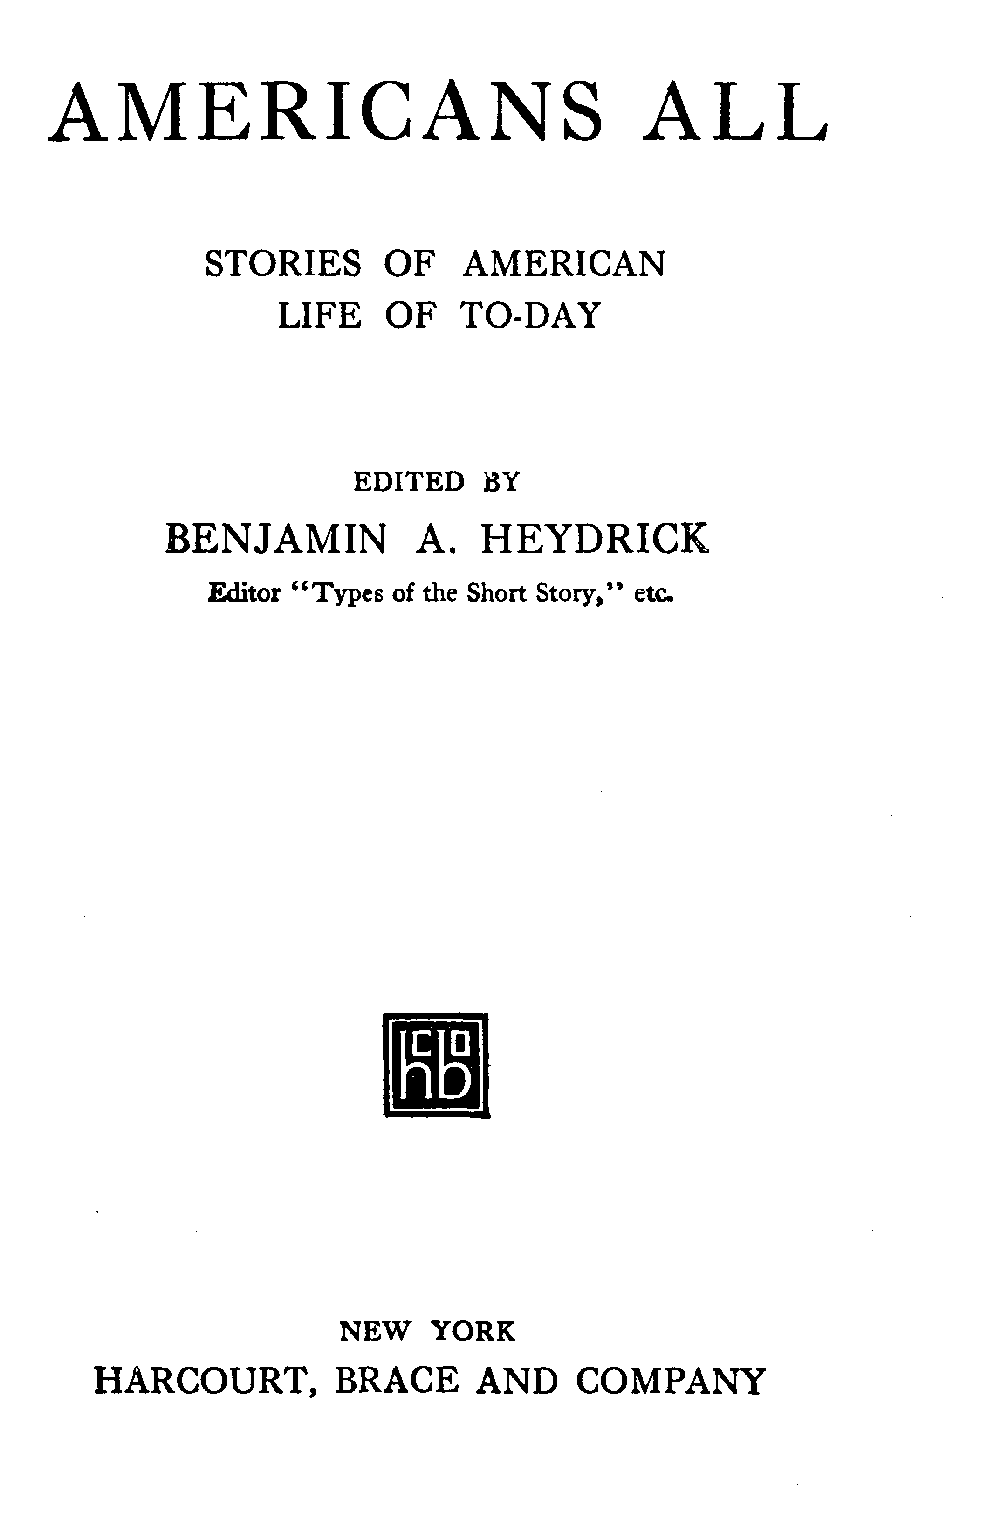 AMERICANS ALL
STORIES OF AMERICAN
LIFE OF TO-DAY
EDITED BY
BENJAMIN A. HEYDRICK
Editor “Types of the Short Story,” etc.
hcbo
NEW YORK
HARCOURT, BRACE AND COMPANY